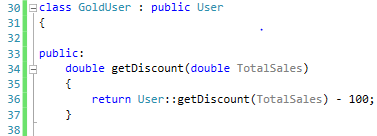 30 class GoldUser : public User
31 {
32
33 public:
34 double getDiscount(double TotalSales)
35 {
36 return User::getDiscount(TotalSales) - 100;
37 }
38